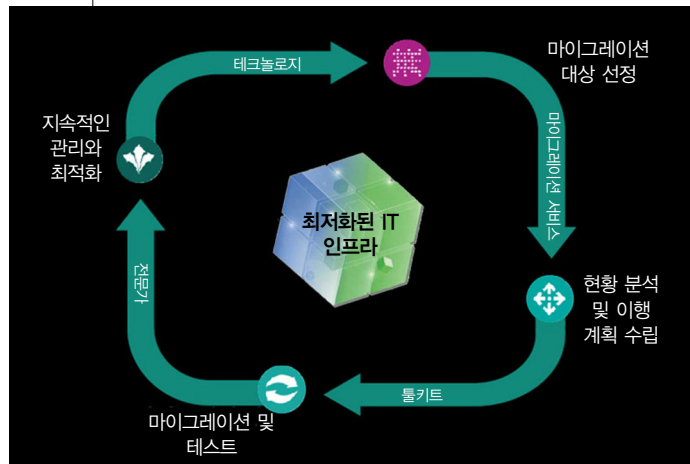 테크놀로지
마이그레이션
대상 선정
마이그레이션 서비스
현황 분석
및 이행
계획 수립
툴키트
마이그레이션 및
테스트
전문가
지속적인
관리와
최적화
최저화된 IT
인프라